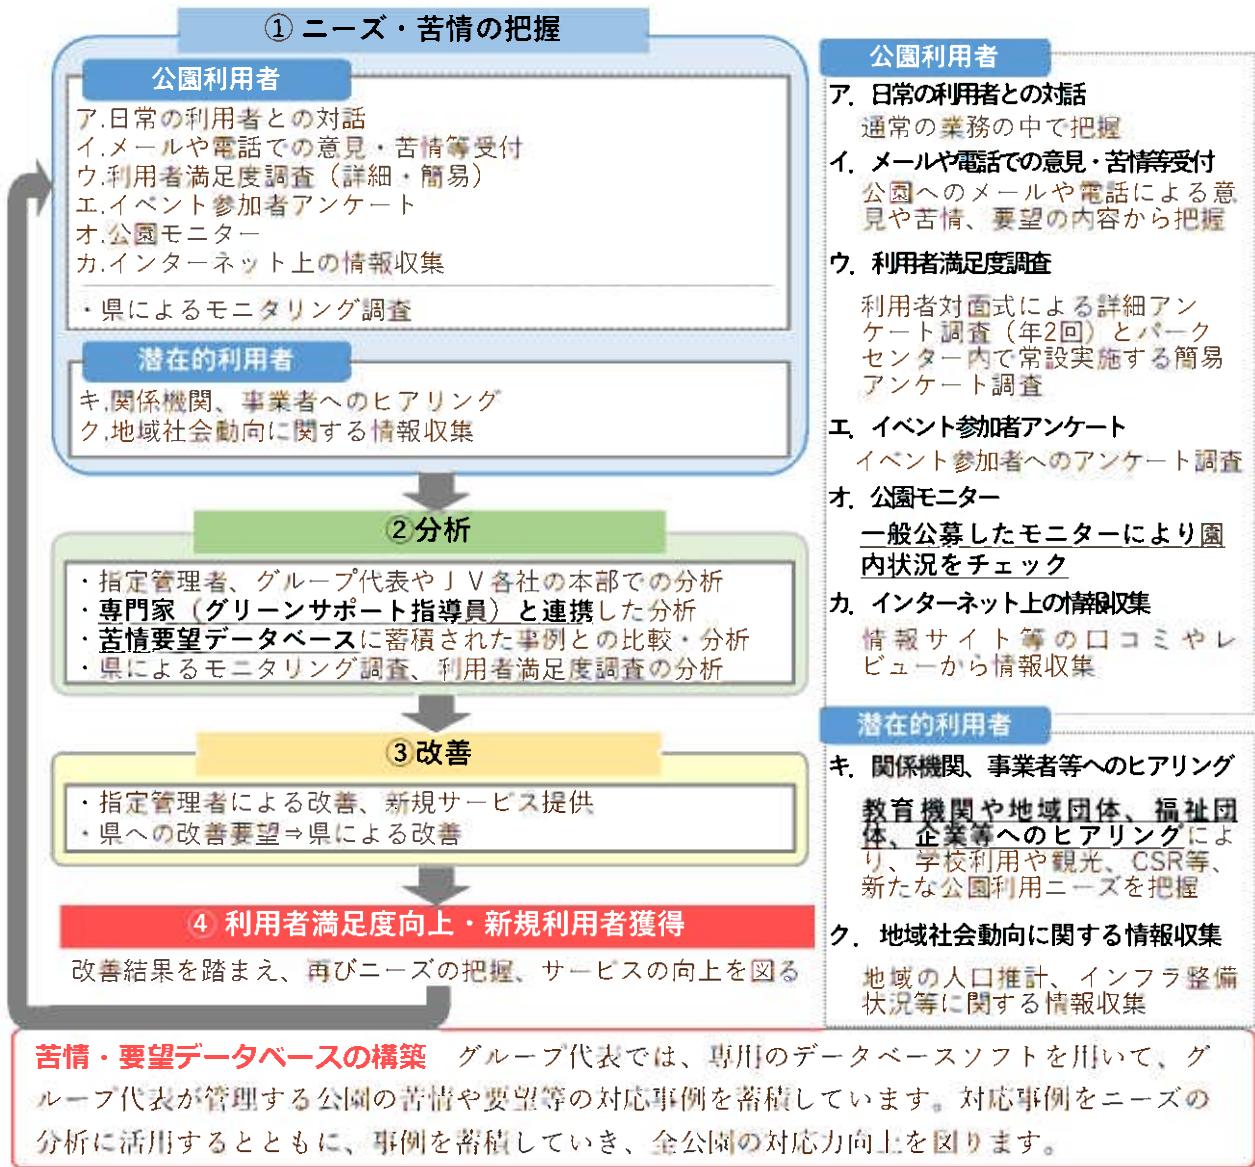 ① ニーズ・苦情の把握
公園利用者
ア.日常の利用者との対話
イ.メールや電話での意見・苦情等受付
ウ.利用者満足度調査（詳細・簡易）
エ.イベント参加者アンケート
オ.公園モニター
カ.インターネット上の情報収集
・県によるモニタリング調査
潜在的利用者
キ.関係機関、事業者へのヒアリング
ク.地域社会動向に関する情報収集
②分析
・指定管理者、グループ代表やＪＶ各社の本部での分析
・専門家（グリーンサポート指導員）と連携した分析
・苦情要望データベースに蓄積された事例との比較・分析
・県によるモニタリング調査、利用者満足度調査の分析
③改善
・指定管理者による改善、新規サービス提供
・県への改善要望⇒県による改善
④ 利用者満足度向上・新規利用者獲得
改善結果を踏まえ、再びニーズの把握、サービスの向上を図る
公園利用者
ア．日常の利用者との対話
通常の業務の中で把握
イ．メールや電話での意見・苦情等受付
公園へのメールや電話による意
見や苦情、要望の内容から把握
ウ．利用者満足度調査
利用者対面式による詳細アン
ケート調査（年2回）とパーク
センター内で常設実施する簡易
アンケート調査
エ．イベント参加者アンケート
イベント参加者へのアンケート調査
オ．公園モニター
一般公募したモニターにより園
内状況をチェック
カ．インターネット上の情報収集
情報サイト等の口コミやレ
ビューから情報収集
潜在的利用者
キ．関係機関、事業者等へのヒアリング
教育機関や地域団体、福祉団
体、企業等へのヒアリングによ
り、学校利用や観光、CSR等、
新たな公園利用ニーズを把握
ク．地域社会動向に関する情報収集
地域の人口推計、インフラ整備
状況等に関する情報収集
苦情・要望データベースの構築　グループ代表では、専用のデータベースソフトを用いて、グ
ループ代表が管理する公園の苦情や要望等の対応事例を蓄積しています。対応事例をニーズの
分析に活用するとともに、事例を蓄積していき、全公園の対応力向上を図ります。